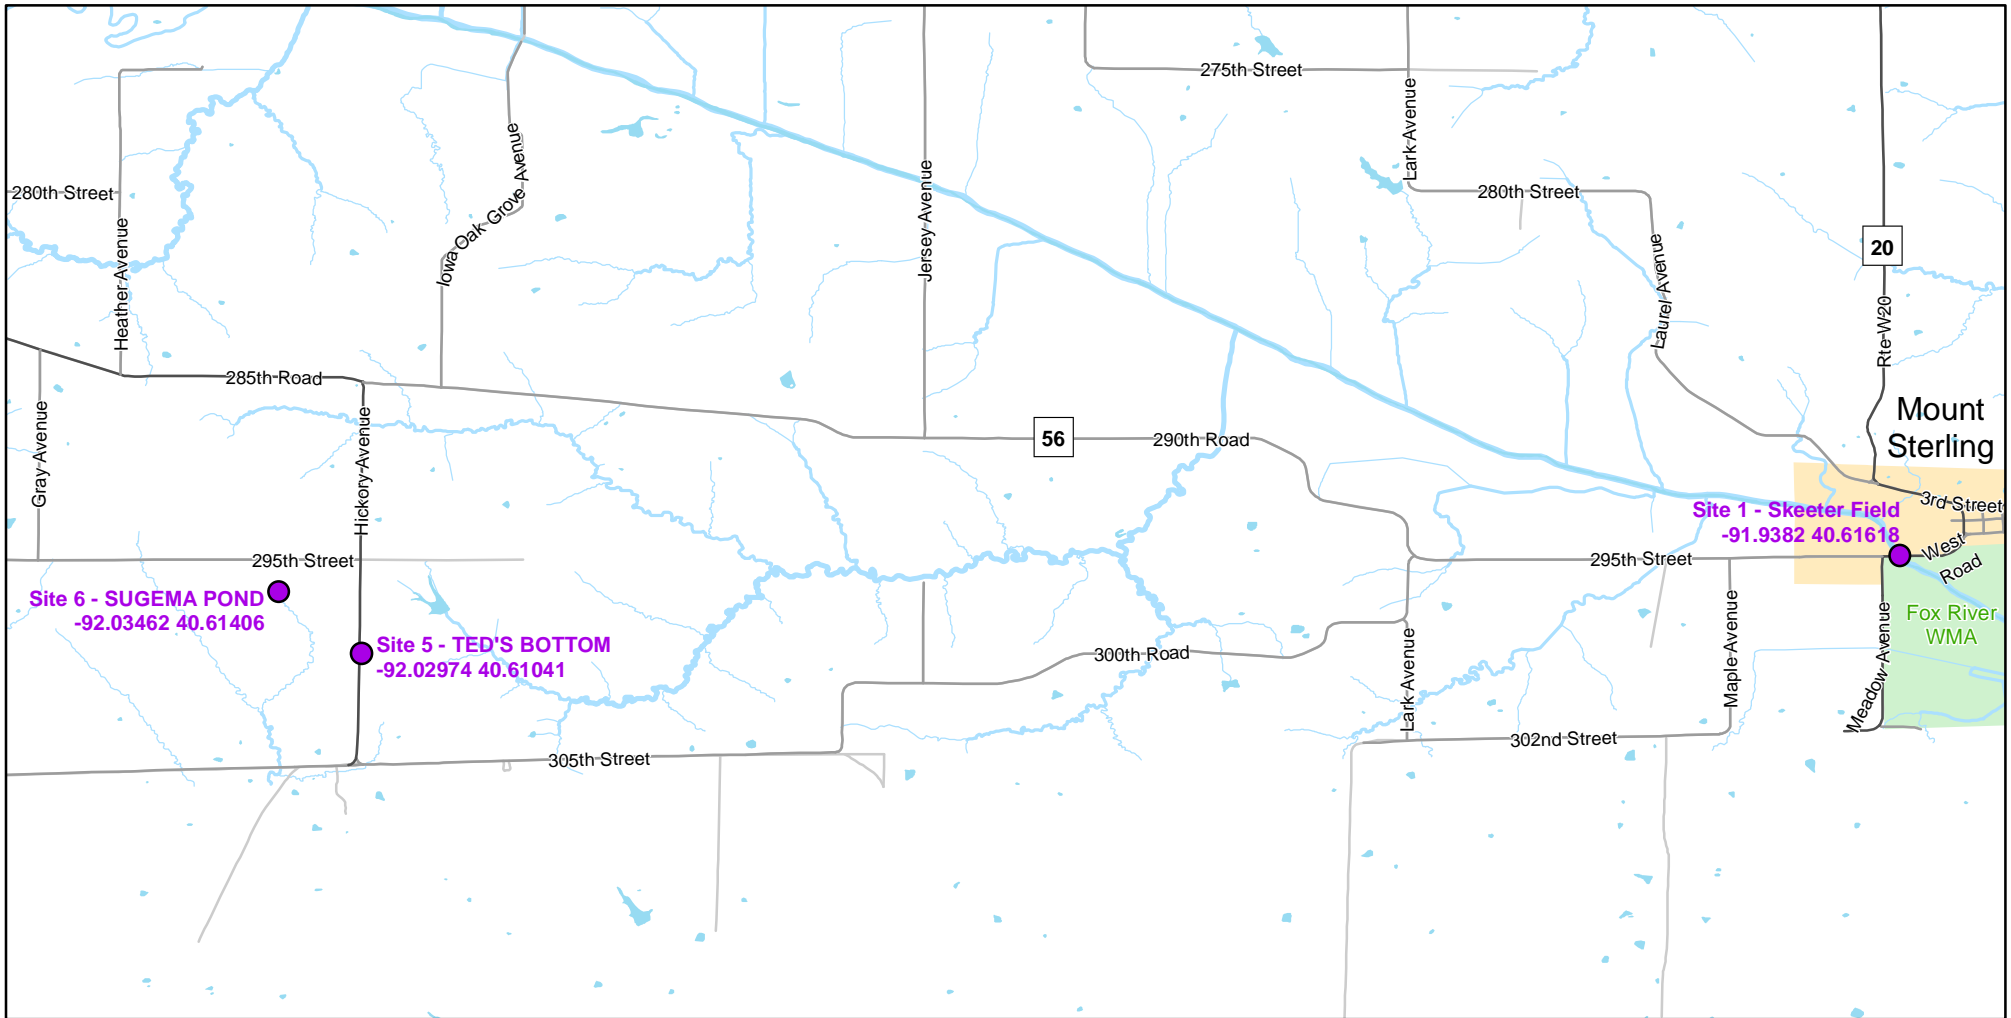 275th Street
Lark Avenue
280th Street
280th Street
Heather Avenue
Iowa Oak Grove Avenue
Jersey Avenue
Laurel Avenue
20
Rte W20
285th Road
Mount
Sterling
Gray Avenue
Hickory Avenue
56
290th Road
3rd Street
Site 1 - Skeeter Field
-91.9382 40.61618
West
Road
295th Street
295th Street
Site 6 - SUGEMA POND
-92.03462 40.61406
Site 5 - TED'S BOTTOM
-92.02974 40.61041
300th Road
Lark Avenue
Maple Avenue
Meadow Avenue
Fox River
WMA
302nd Street
305th Street